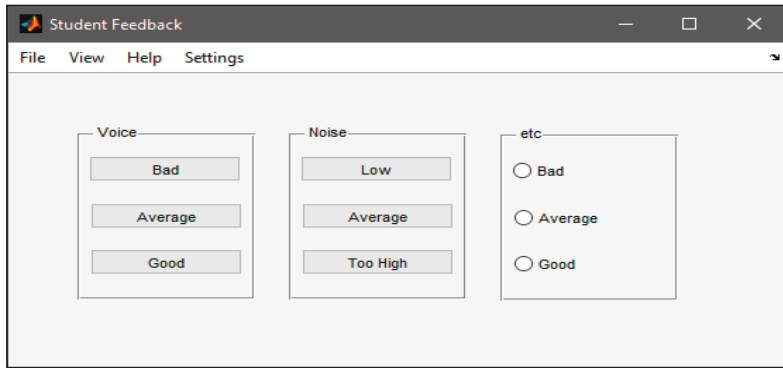 Student Feedback
File View Help Settings
Voice
Bad
Average
Good
Noise
Low
Average
Too High
etc
Bad
Average
Good